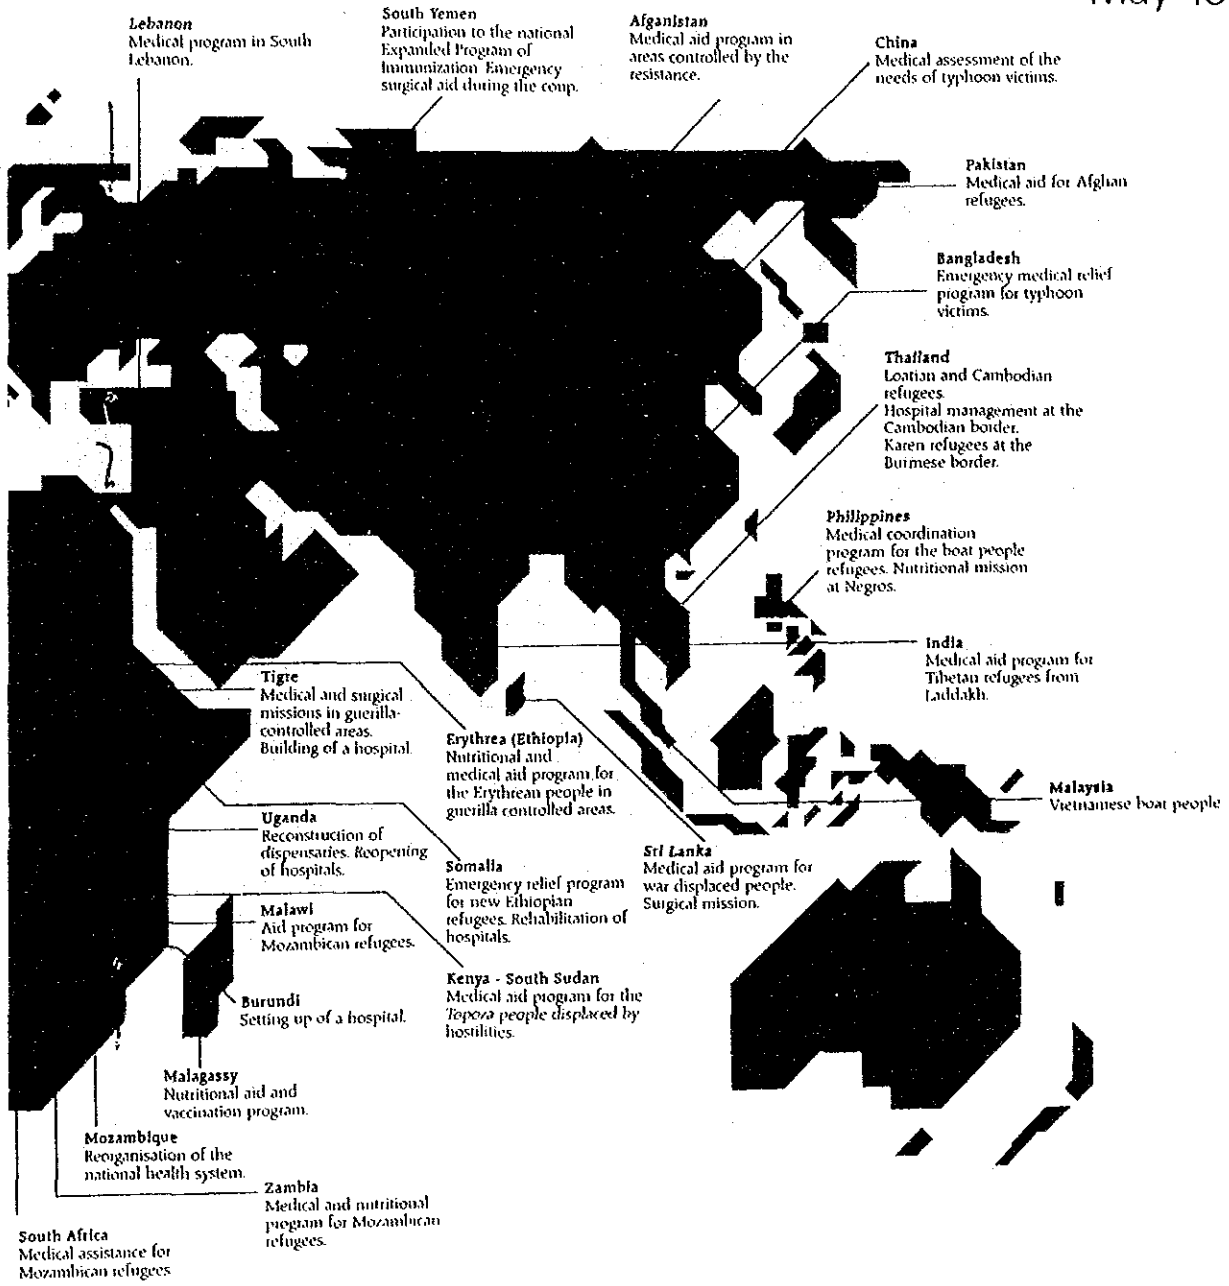 May
Lebanon
Medical program in South
Lebanon.
South Yemen
Participation to the national
Expanded Program of
Immunization. Emergency
surgical aid during the coup.
Afganistan
Medical aid program in
areas controlled by the
resistance.
China
Medical assessment of the
needs of typhoon victims.
Pakistan
Medical aid for Afghan
refugees.
Bangladesh
Emergency medical relief
program for typhoon
victims.
Thailand
Loatian and Cambodian
refugees.
Hospital management at the
Cambodian border.
Karen refugees at the
Burmese border.
Philippines
Medical coordination
program for the boat people
refugees. Nutritional mission
at Negros.
India
Medical aid program for
Tibetan refugees from
Laddakh.
Malaysia
Vietnamese boat people
Tigre
Medical and surgical
missions in guerilla-
controlled areas.
Building of a hospital.
Erythrea (Ethiopia)
Nutritional and
medical aid program for
the Erythrean people in
guerilla controlled areas.
Uganda
Reconstruction of
dispensaries. Reopening
of hospitals.
Somalia
Emergency relief program
for new Ethiopian
refugees. Rehabilitation of
hospitals.
Sri Lanka
Medical aid program for
war displaced people.
Surgical mission.
Malawi
Aid program for
Mozambican refugees.
Kenya - South Sudan
Medical aid program for the
Topora people displaced by
hostilities.
Burundi
Setting up of a hospital.
Malagassy
Nutritional aid and
vaccination program.
Mozambique
Reorganisation of the
national health system.
Zambia
Medical and nutritional
program for Mozambican
refugees.
South Africa
Medical assistance for
Mozambican refugees